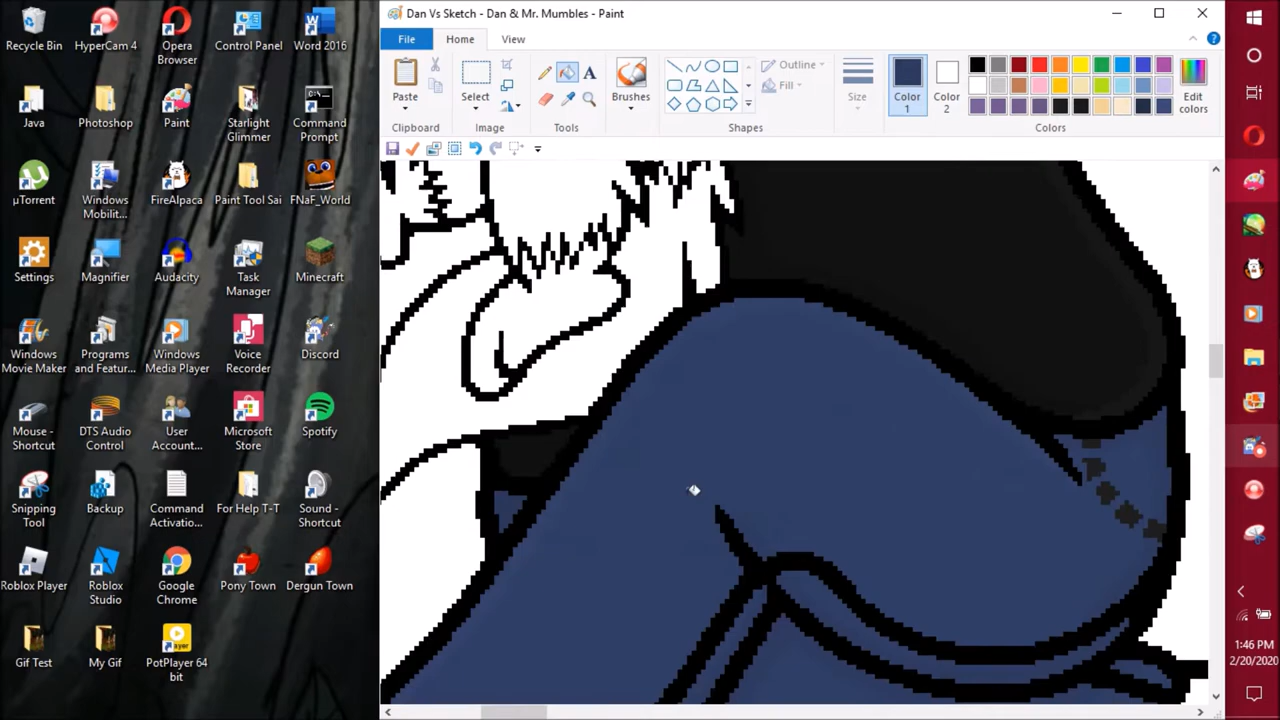 Recycle Bin
HyperCam 4
Opera
Browser
Control Panel
Word 2016
Java
Photoshop
Paint
Starlight
Glimmer
Command
Prompt
µTorrent
Windows
Mobilit...
FireAlpaca
Paint Tool Sai
FNaF_World
Settings
Magnifier
Audacity
Task
Manager
Minecraft
Windows
Movie Maker
Programs
and Featur...
Windows
Media Player
Voice
Recorder
Discord
Mouse -
Shortcut
DTS Audio
Control
User
Account...
Microsoft
Store
Spotify
Snipping
Tool
Backup
Command
Activatio...
For Help T-T
Sound -
Shortcut
Roblox Player
Roblox
Studio
Google
Chrome
Pony Town
Dergun Town
Gif Test
My Gif
PotPlayer 64
bit
Dan Vs Sketch - Dan & Mr. Mumbles - Paint
File
Home
View
Paste
Select
A
Brushes
Outline
Fill
Size
Color
1
Color
2
Edit
colors
Clipboard
Image
Tools
Shapes
Colors
1:46 PM
2/20/2020